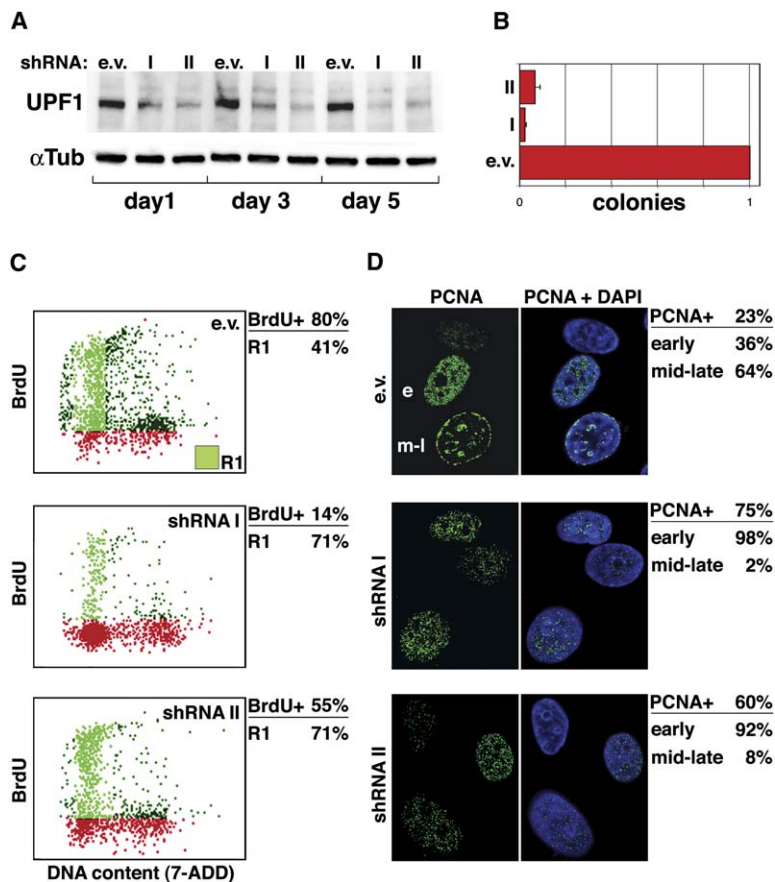 A
shRNA: e.v. I II e.v. I II e.v. I II
UPF1
αTub
day1 day 3 day 5
B
II
I
e.v.
0 1
colonies
C
e.v.
BrdU
R1
BrdU+ 80%
R1 41%
shRNA I
BrdU
BrdU+ 14%
R1 71%
shRNA II
BrdU
BrdU+ 55%
R1 71%
DNA content (7-ADD)
D
PCNA PCNA + DAPI
e.v.
e
m-l
PCNA+ 23%
early 36%
mid-late 64%
shRNA I
PCNA+ 75%
early 98%
mid-late 2%
shRNA II
PCNA+ 60%
early 92%
mid-late 8%